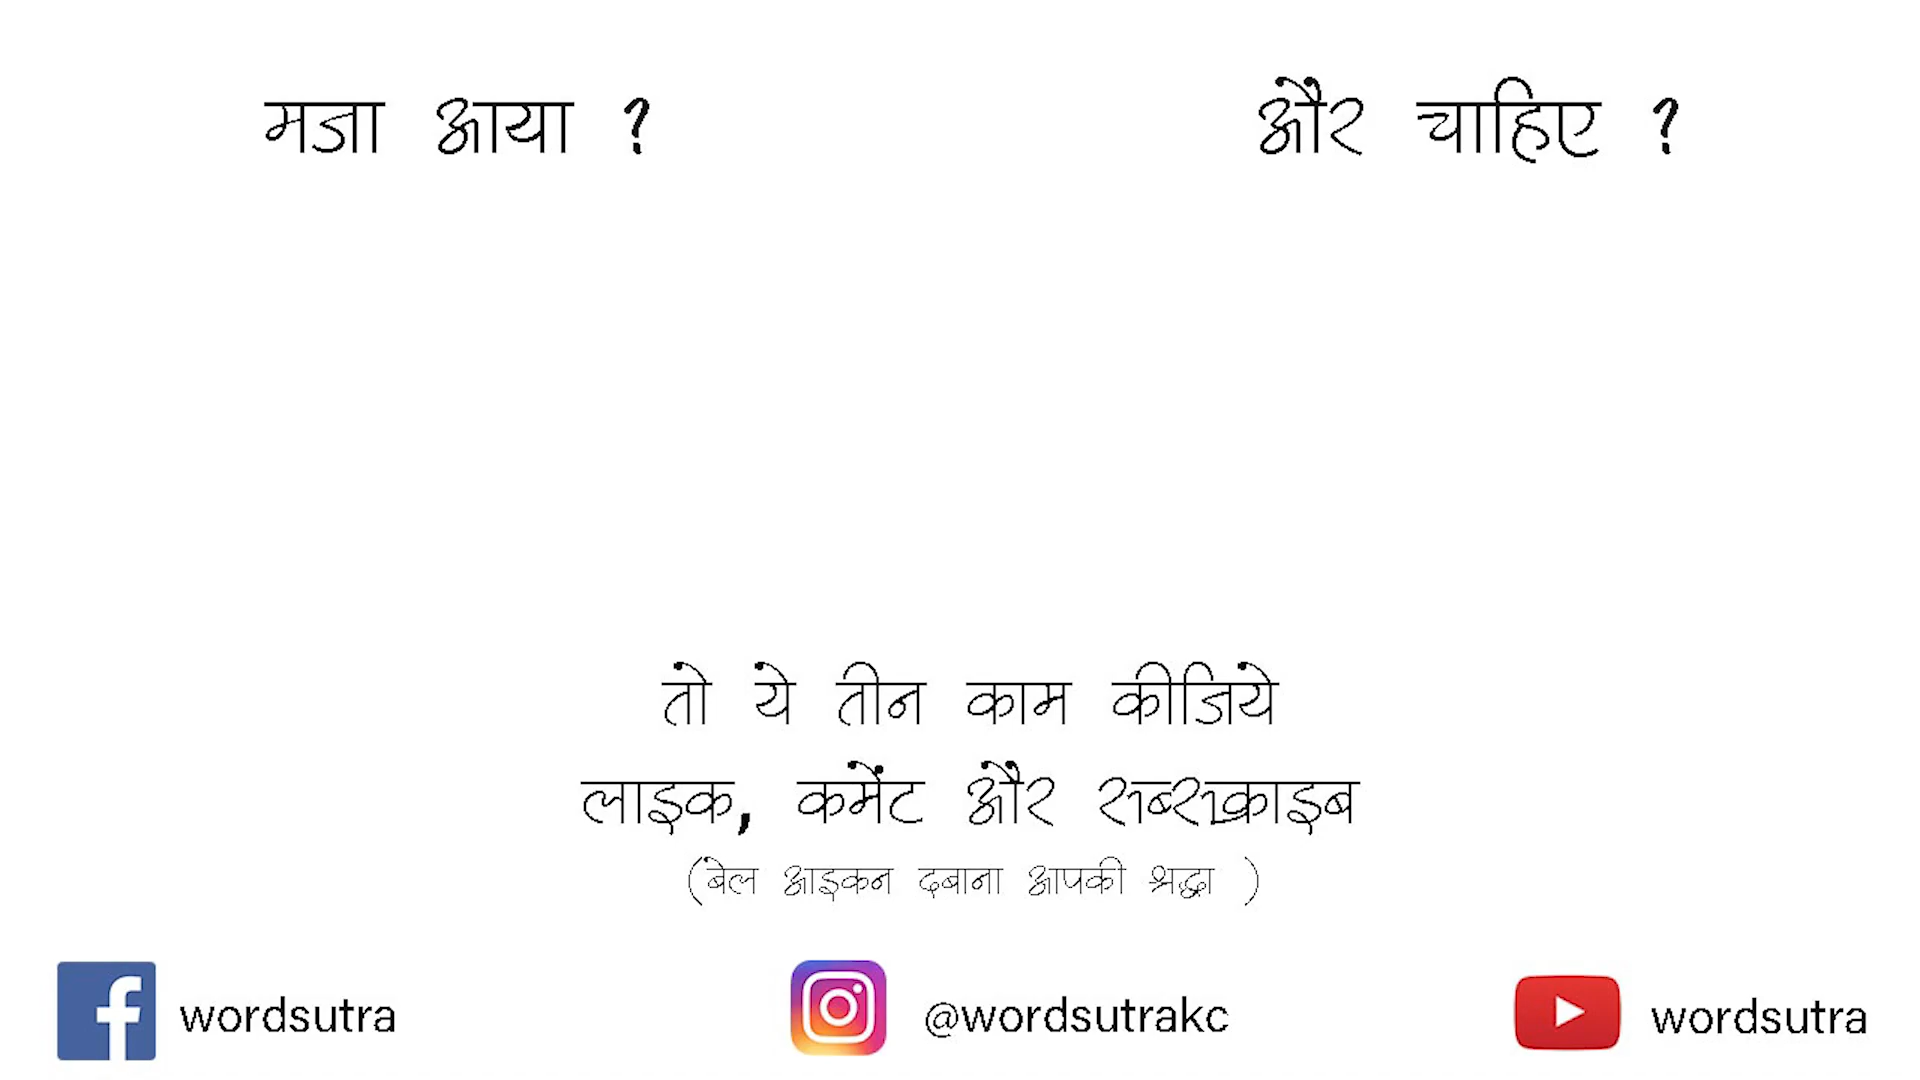 मजा आया ?
और चाहिए ?
तो ये तीन काम कीजिये
लाइक, कमेंट और सब्सक्राइब
(बेल आइकन दबाना आपकी श्रद्धा )
wordsutra
@wordsutrakc
wordsutra